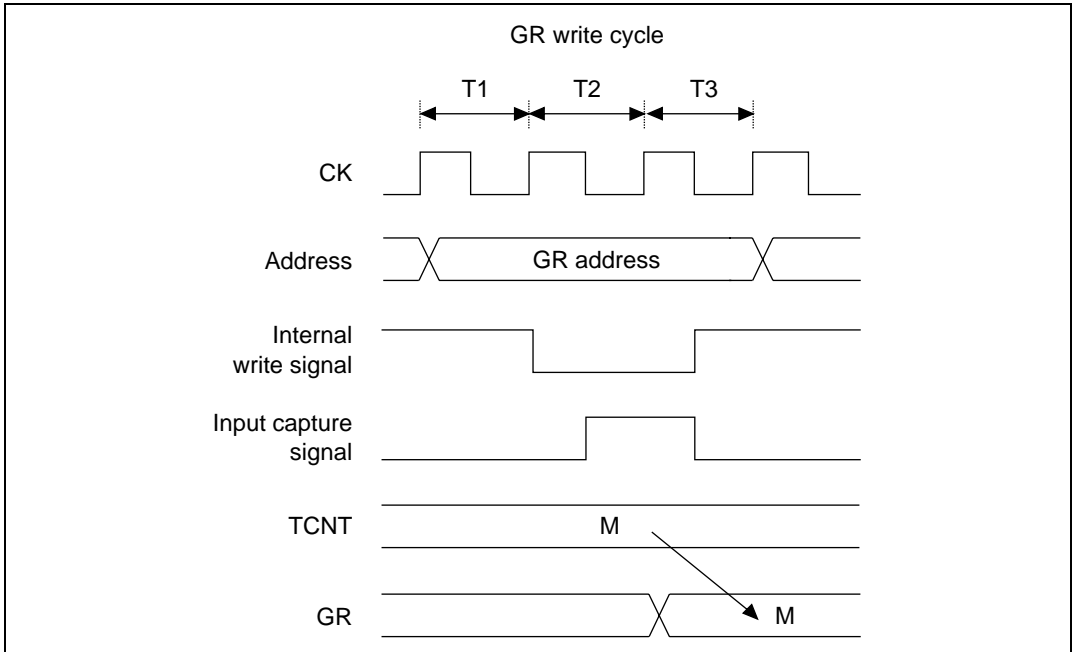 GR write cycle
T1 T2 T3
CK
Address
GR address
Internal
write signal
Input capture
signal
TCNT
M
GR
M